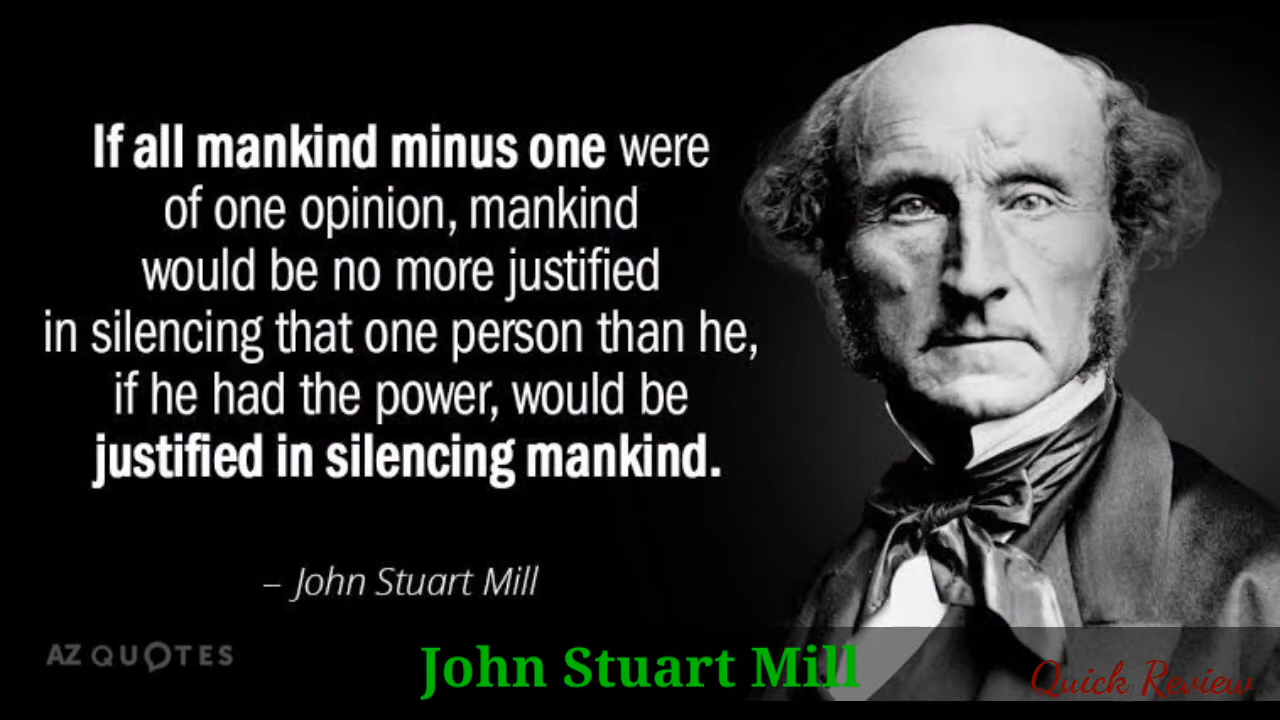 If all mankind minus one were
of one opinion, mankind
would be no more justified
in silencing that one person than he,
if he had the power, would be
justified in silencing mankind.
– John Stuart Mill
AZ QUOTES
John Stuart Mill
Quick Review